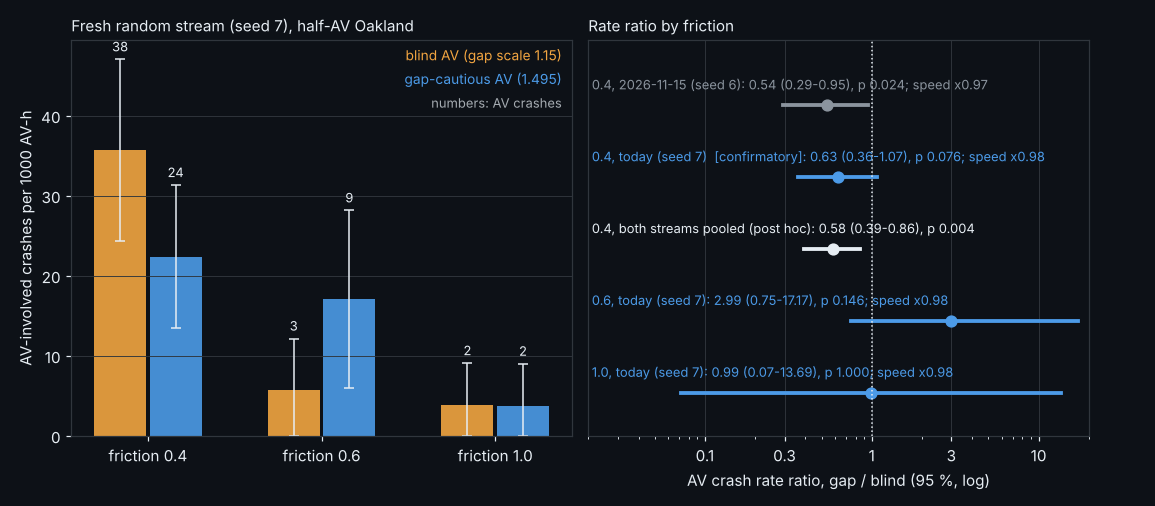 Fresh random stream (seed 7), half-AV Oakland
38
blind AV (gap scale 1.15)
gap-cautious AV (1.495)
numbers: AV crashes
24
9
3
2
2
AV-involved crashes per 1000 AV-h
40
30
20
10
0
friction 0.4
friction 0.6
friction 1.0
Rate ratio by friction
0.4, 2026-11-15 (seed 6): 0.54 (0.29-0.95), p 0.024; speed x0.97
0.4, today (seed 7) [confirmatory]: 0.63 (0.36-1.07), p 0.076; speed x0.98
0.4, both streams pooled (post hoc): 0.58 (0.39-0.86), p 0.004
0.6, today (seed 7): 2.99 (0.75-17.17), p 0.146; speed x0.98
1.0, today (seed 7): 0.99 (0.07-13.69), p 1.000; speed x0.98
0.1
0.3
1
3
10
AV crash rate ratio, gap / blind (95 %, log)